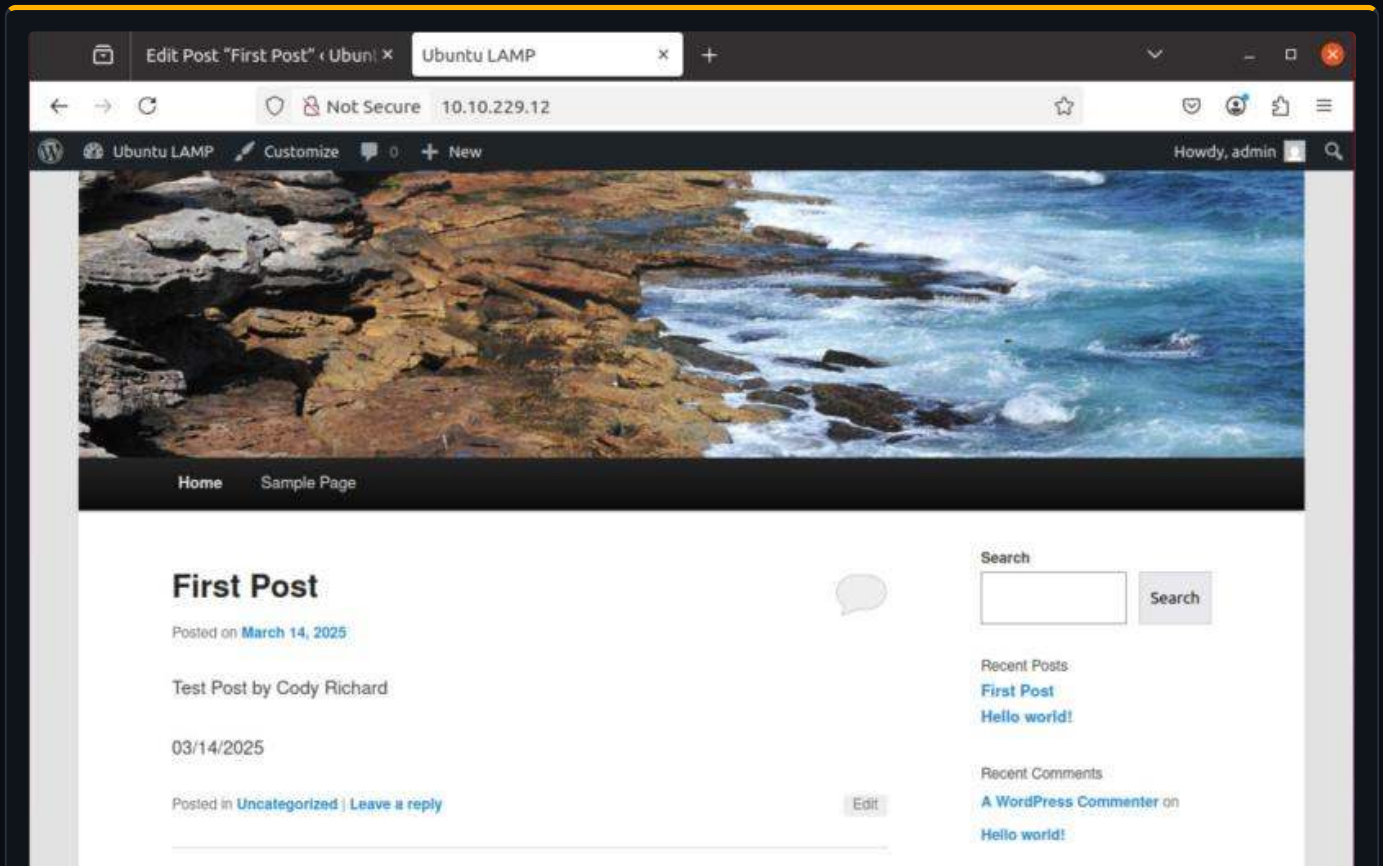 Edit Post "First Post" ‹ Ubun
Ubuntu LAMP
Not Secure 10.10.229.12
Ubuntu LAMP Customize 0 + New Howdy, admin
Home Sample Page
First Post
Posted on March 14, 2025
Test Post by Cody Richard
03/14/2025
Posted in Uncategorized | Leave a reply
Edit
Search
Search
Recent Posts
First Post
Hello world!
Recent Comments
A WordPress Commenter on
Hello world!